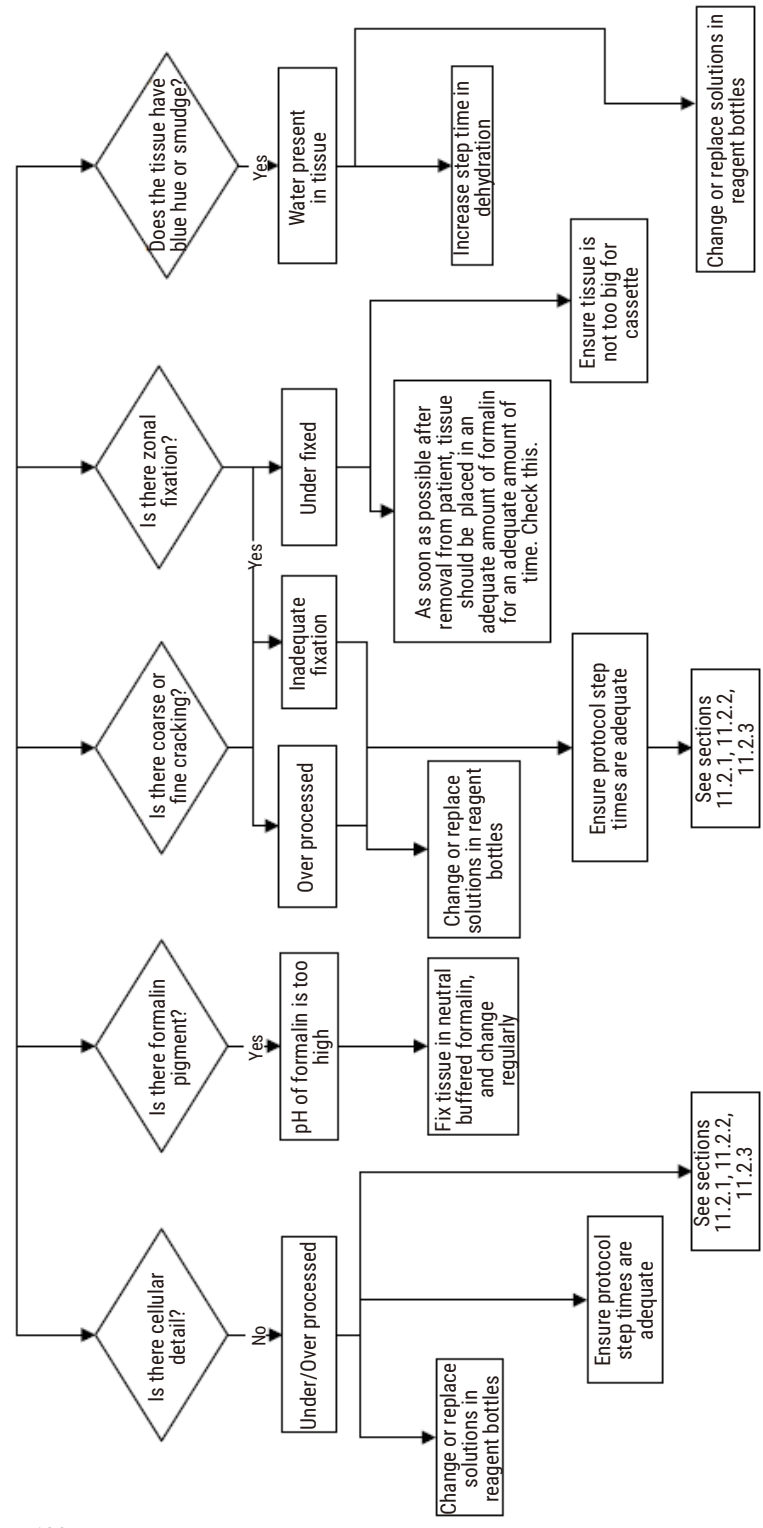 Is there cellular
detail?
No
Under/Over processed
Change or replace
solutions in
reagent bottles
Ensure protocol
step times are
adequate
See sections
11.2.1, 11.2.2,
11.2.3
Is there formalin
pigment?
Yes
pH of formalin is too
high
Fix tissue in neutral
buffered formalin,
and change
regularly
Is there coarse or
fine cracking?
Yes
Over processed
Inadequate
fixation
Change or replace
solutions in reagent
bottles
Ensure protocol step
times are adequate
See sections
11.2.1, 11.2.2,
11.2.3
Is there zonal
fixation?
Under fixed
As soon as possible after
removal from patient, tissue
should be placed in an
adequate amount of formalin
for an adequate amount of
time. Check this.
Ensure tissue is
not too big for
cassette
Does the tissue have
blue hue or smudge?
Yes
Water present
in tissue
Increase step time in
dehydration
Change or replace solutions in
reagent bottles